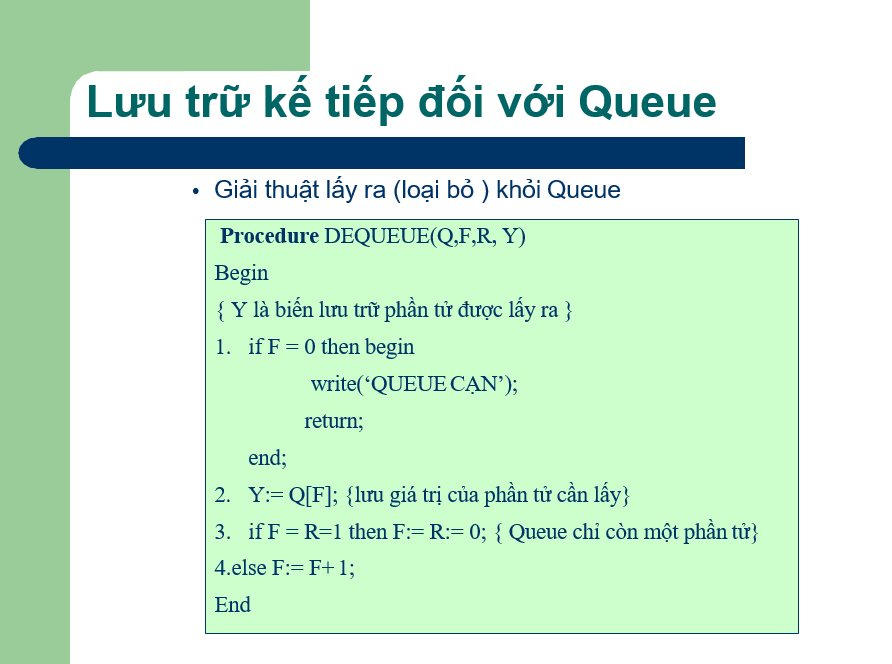 Lưu trữ kế tiếp đối với Queue
• Giải thuật lấy ra (loại bỏ ) khỏi Queue
Procedure DEQUEUE(Q,F,R, Y)
Begin
{ Y là biến lưu trữ phần tử được lấy ra }
1. if F = 0 then begin
write(‘QUEUE CẠN’);
return;
end;
2. Y:= Q[F]; {lưu giá trị của phần tử cần lấy}
3. if F = R=1 then F:= R:= 0; { Queue chỉ còn một phần tử}
4.else F:= F+ 1;
End